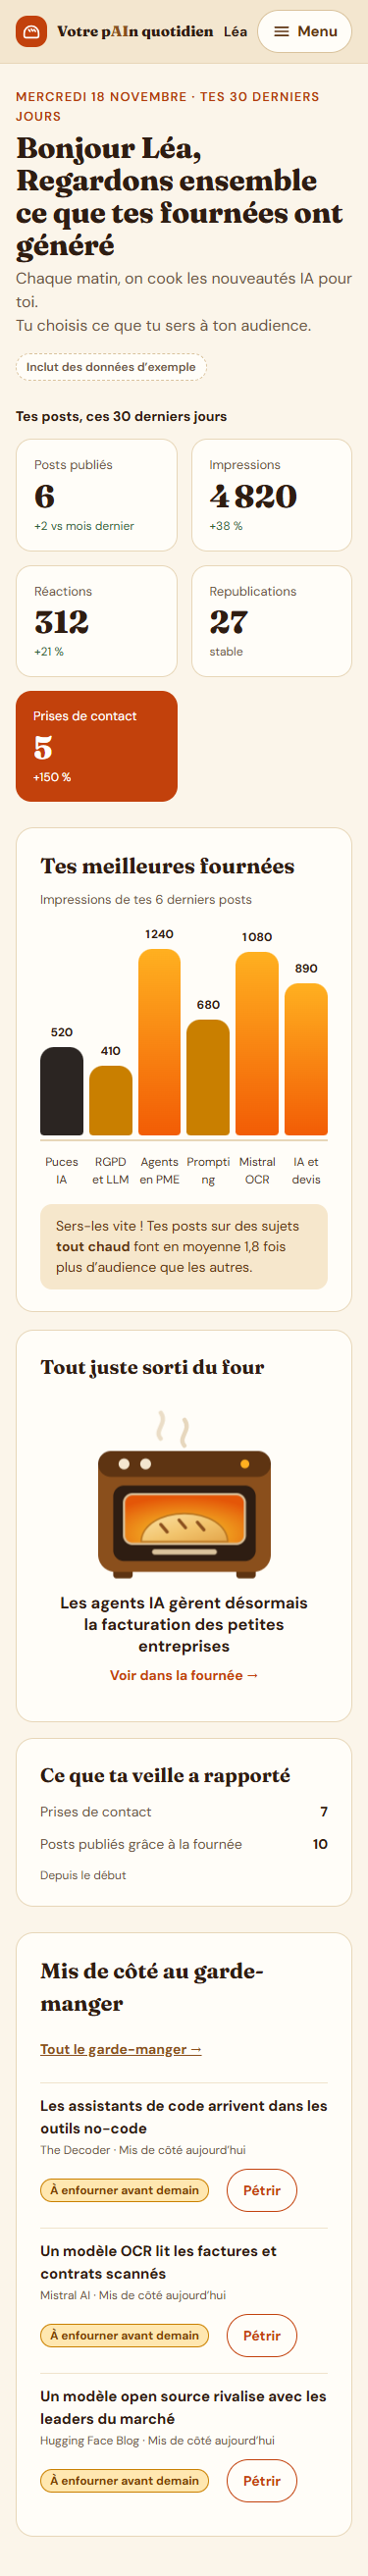 Votre pAIn quotidien
Léa
Menu
MERCREDI 18 NOVEMBRE · TES 30 DERNIERS
JOURS
Bonjour Léa,
Regardons ensemble
ce que tes fournées ont
généré
Chaque matin, on cook les nouveautés IA pour
toi.
Tu choisis ce que tu sers à ton audience.
Inclut des données d’exemple
Tes posts, ces 30 derniers jours
Posts publiés
6
+2 vs mois dernier
Impressions
4 820
+38 %
Réactions
312
+21 %
Republications
27
stable
Prises de contact
5
+150 %
Tes meilleures fournées
Impressions de tes 6 derniers posts
520
410
1 240
680
1 080
890
Puces
IA
RGPD
et LLM
Agents
en PME
Prompti
ng
Mistral
OCR
IA et
devis
Sers-les vite ! Tes posts sur des sujets
tout chaud font en moyenne 1,8 fois
plus d’audience que les autres.
Tout juste sorti du four
Les agents IA gèrent désormais
la facturation des petites
entreprises
Voir dans la fournée →
Ce que ta veille a rapporté
Prises de contact 7
Posts publiés grâce à la fournée 10
Depuis le début
Mis de côté au garde-
manger
Tout le garde-manger →
Les assistants de code arrivent dans les
outils no-code
The Decoder · Mis de côté aujourd’hui
À enfourner avant demain
Pétrir
Un modèle OCR lit les factures et
contrats scannés
Mistral AI · Mis de côté aujourd’hui
À enfourner avant demain
Pétrir
Un modèle open source rivalise avec les
leaders du marché
Hugging Face Blog · Mis de côté aujourd’hui
À enfourner avant demain
Pétrir